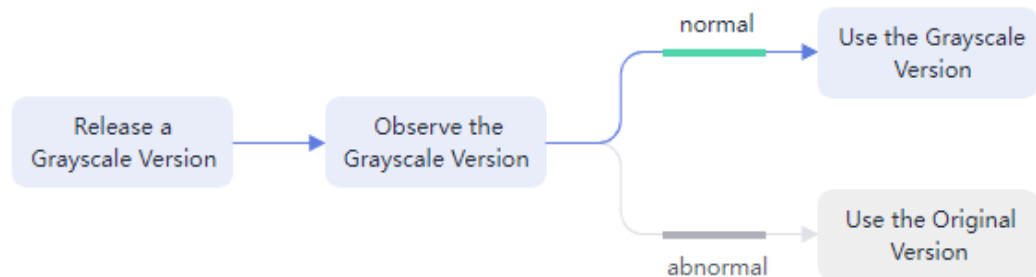 Release a
Grayscale Version
Observe the
Grayscale Version
normal
Use the Grayscale
Version
abnormal
Use the Original
Version